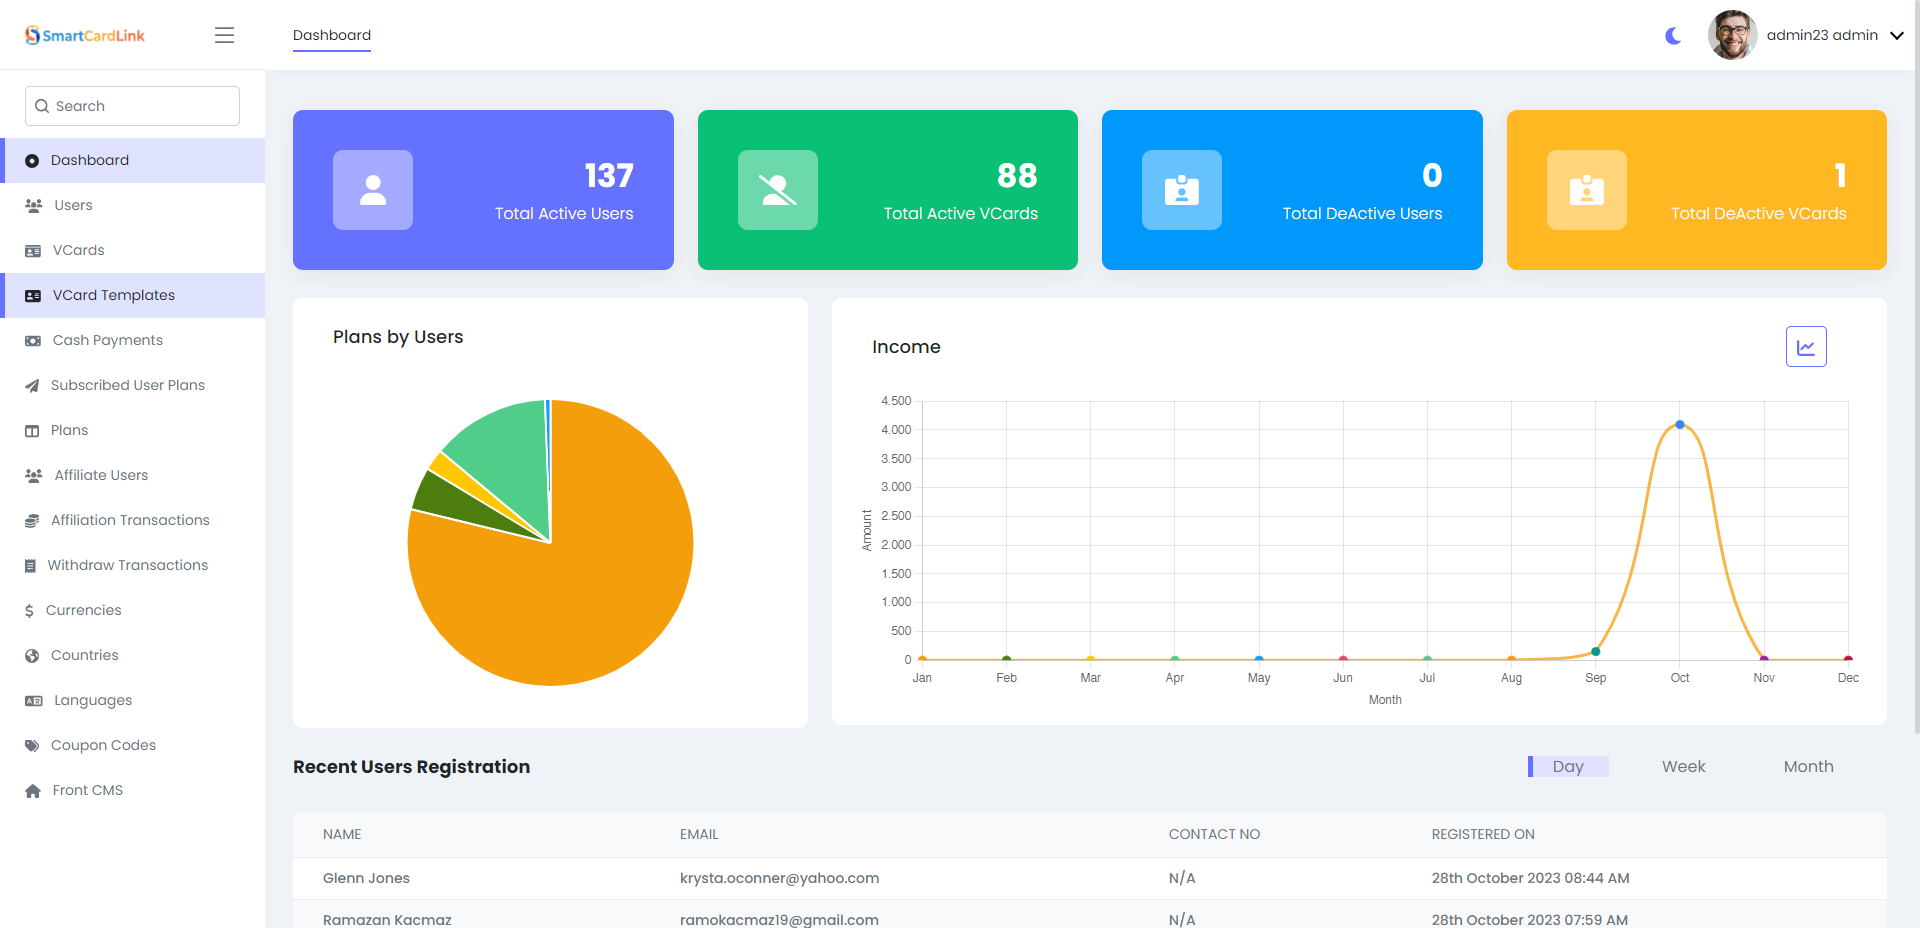 SmartCardLink
Dashboard
admin23 admin
Search
Dashboard
Users
VCards
VCard Templates
Cash Payments
Subscribed User Plans
Plans
Affiliate Users
Affiliation Transactions
Withdraw Transactions
Currencies
Countries
Languages
Coupon Codes
Front CMS
137
Total Active Users
88
Total Active VCards
0
Total DeActive Users
1
Total DeActive VCards
Plans by Users
Income
4.500
4.000
3.500
3.000
2.500
2.000
1.500
1.000
500
0
Amount
Jan Feb Mar Apr May Jun Jul Aug Sep Oct Nov Dec
Month
Recent Users Registration
Day Week Month
NAME EMAIL CONTACT NO REGISTERED ON
Glenn Jones krysta.oconner@yahoo.com N/A 28th October 2023 08:44 AM
Ramazan Kacmaz ramokacmaz19@gmail.com N/A 28th October 2023 07:59 AM